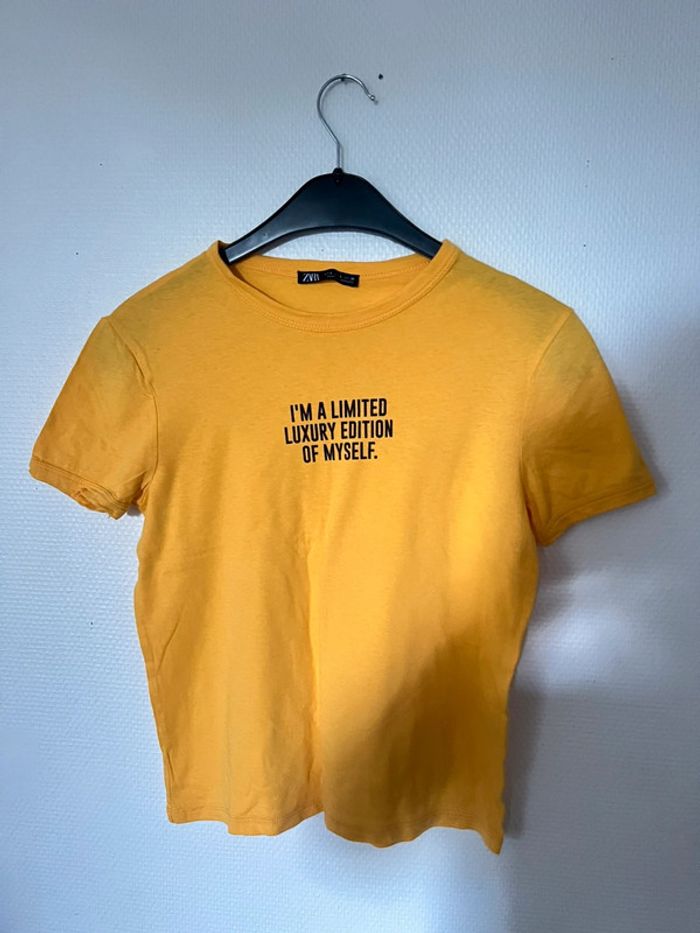 ZARA
I'M A LIMITED
LUXURY EDITION
OF MYSELF.